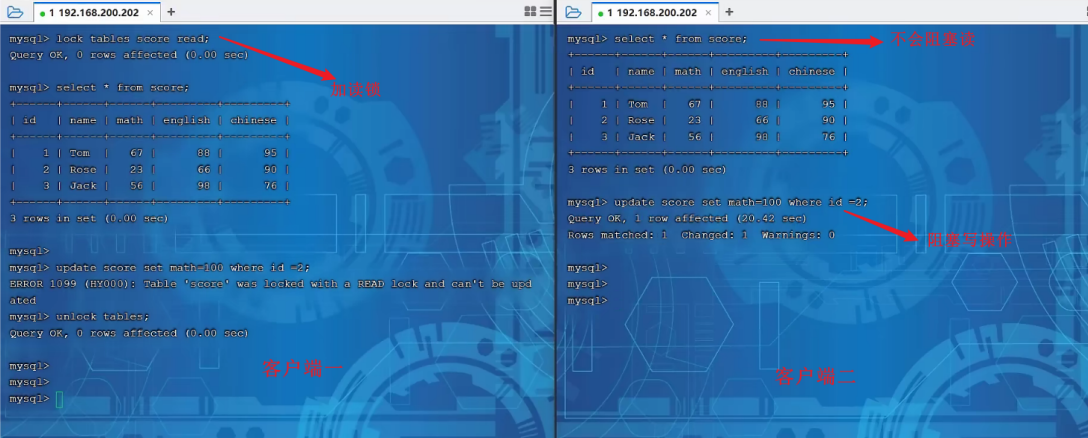 1 192.168.200.202 × +
mysql> lock tables score read;
Query OK, 0 rows affected (0.00 sec)
加读锁
mysql> select * from score;
+------+------+------+---------+---------+
| id   | name | math | english | chinese |
+------+------+------+---------+---------+
|    1 | Tom  |   67 |      88 |      95 |
|    2 | Rose |   23 |      66 |      90 |
|    3 | Jack |   56 |      98 |      76 |
+------+------+------+---------+---------+
3 rows in set (0.00 sec)
mysql>
mysql> update score set math=100 where id =2;
ERROR 1099 (HY000): Table 'score' was locked with a READ lock and can't be upd
ated
mysql> unlock tables;
Query OK, 0 rows affected (0.00 sec)
mysql>
mysql>
mysql>
客户端一
1 192.168.200.202 × +
mysql> select * from score;
不会阻塞读
+------+------+------+---------+---------+
| id   | name | math | english | chinese |
+------+------+------+---------+---------+
|    1 | Tom  |   67 |      88 |      95 |
|    2 | Rose |   23 |      66 |      90 |
|    3 | Jack |   56 |      98 |      76 |
+------+------+------+---------+---------+
3 rows in set (0.00 sec)
mysql> update score set math=100 where id =2;
Query OK, 1 row affected (20.42 sec)
Rows matched: 1  Changed: 1  Warnings: 0
阻塞写操作
mysql>
mysql>
mysql>
客户端二